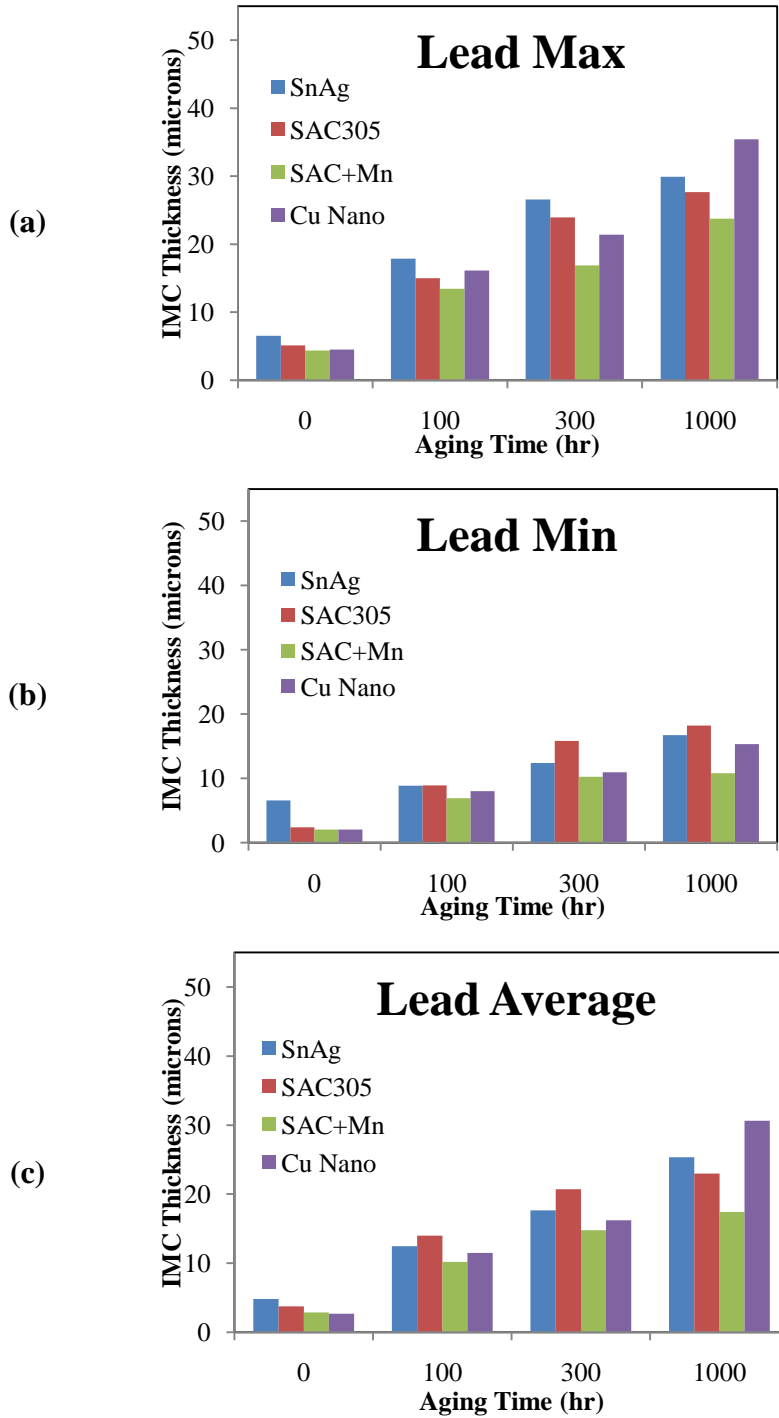 (a)
Lead Max
IMC Thickness (microns)
50
40
30
20
10
0
SnAg
SAC305
SAC+Mn
Cu Nano
0 100 300 1000
Aging Time (hr)
(b)
Lead Min
IMC Thickness (microns)
50
40
30
20
10
0
SnAg
SAC305
SAC+Mn
Cu Nano
0 100 300 1000
Aging Time (hr)
(c)
Lead Average
IMC Thickness (microns)
50
40
30
20
10
0
SnAg
SAC305
SAC+Mn
Cu Nano
0 100 300 1000
Aging Time (hr)